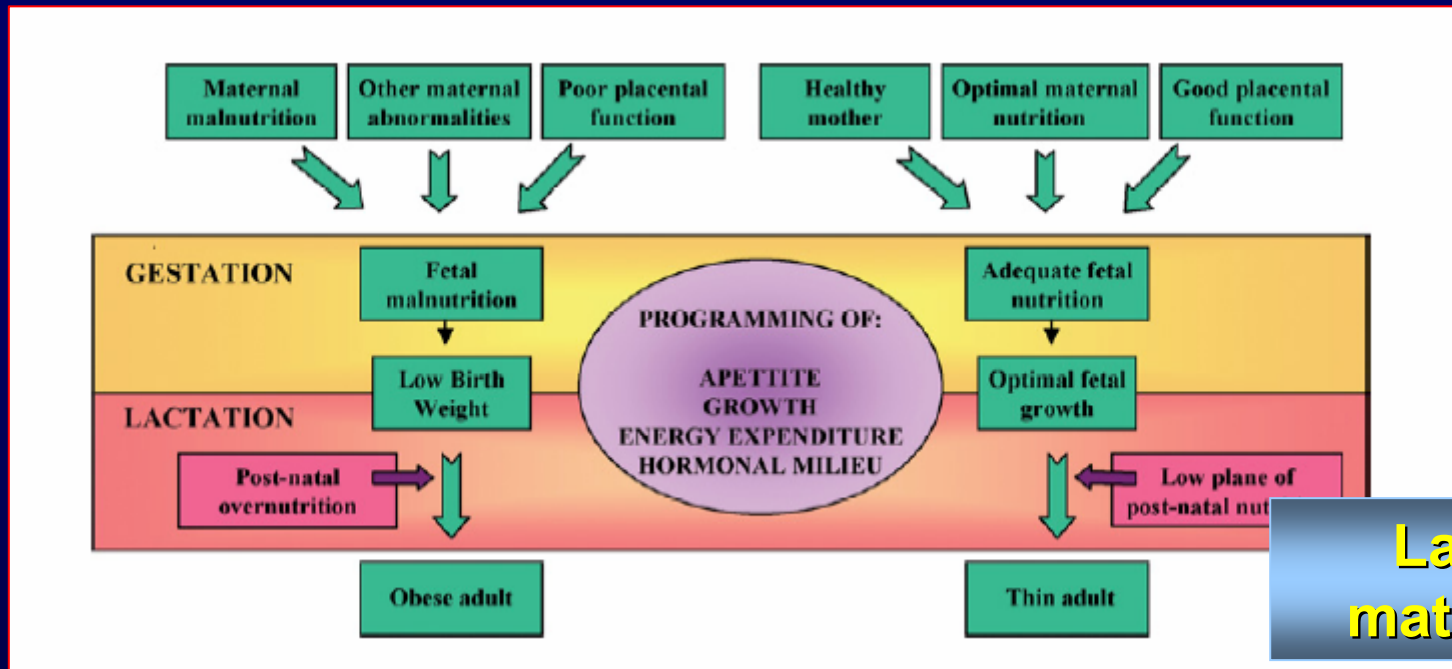 Maternal
malnutrition
Other maternal
abnormalities
Poor placental
function
Healthy
mother
Optimal maternal
nutrition
Good placental
function
GESTATION
Fetal
malnutrition
Adequate fetal
nutrition
PROGRAMMING OF:
APETTITE
GROWTH
ENERGY EXPENDITURE
HORMONAL MILIEU
Low Birth
Weight
Optimal fetal
growth
LACTATION
Post-natal
overnutrition
Low plane of
post-natal
Obese adult
Thin adult